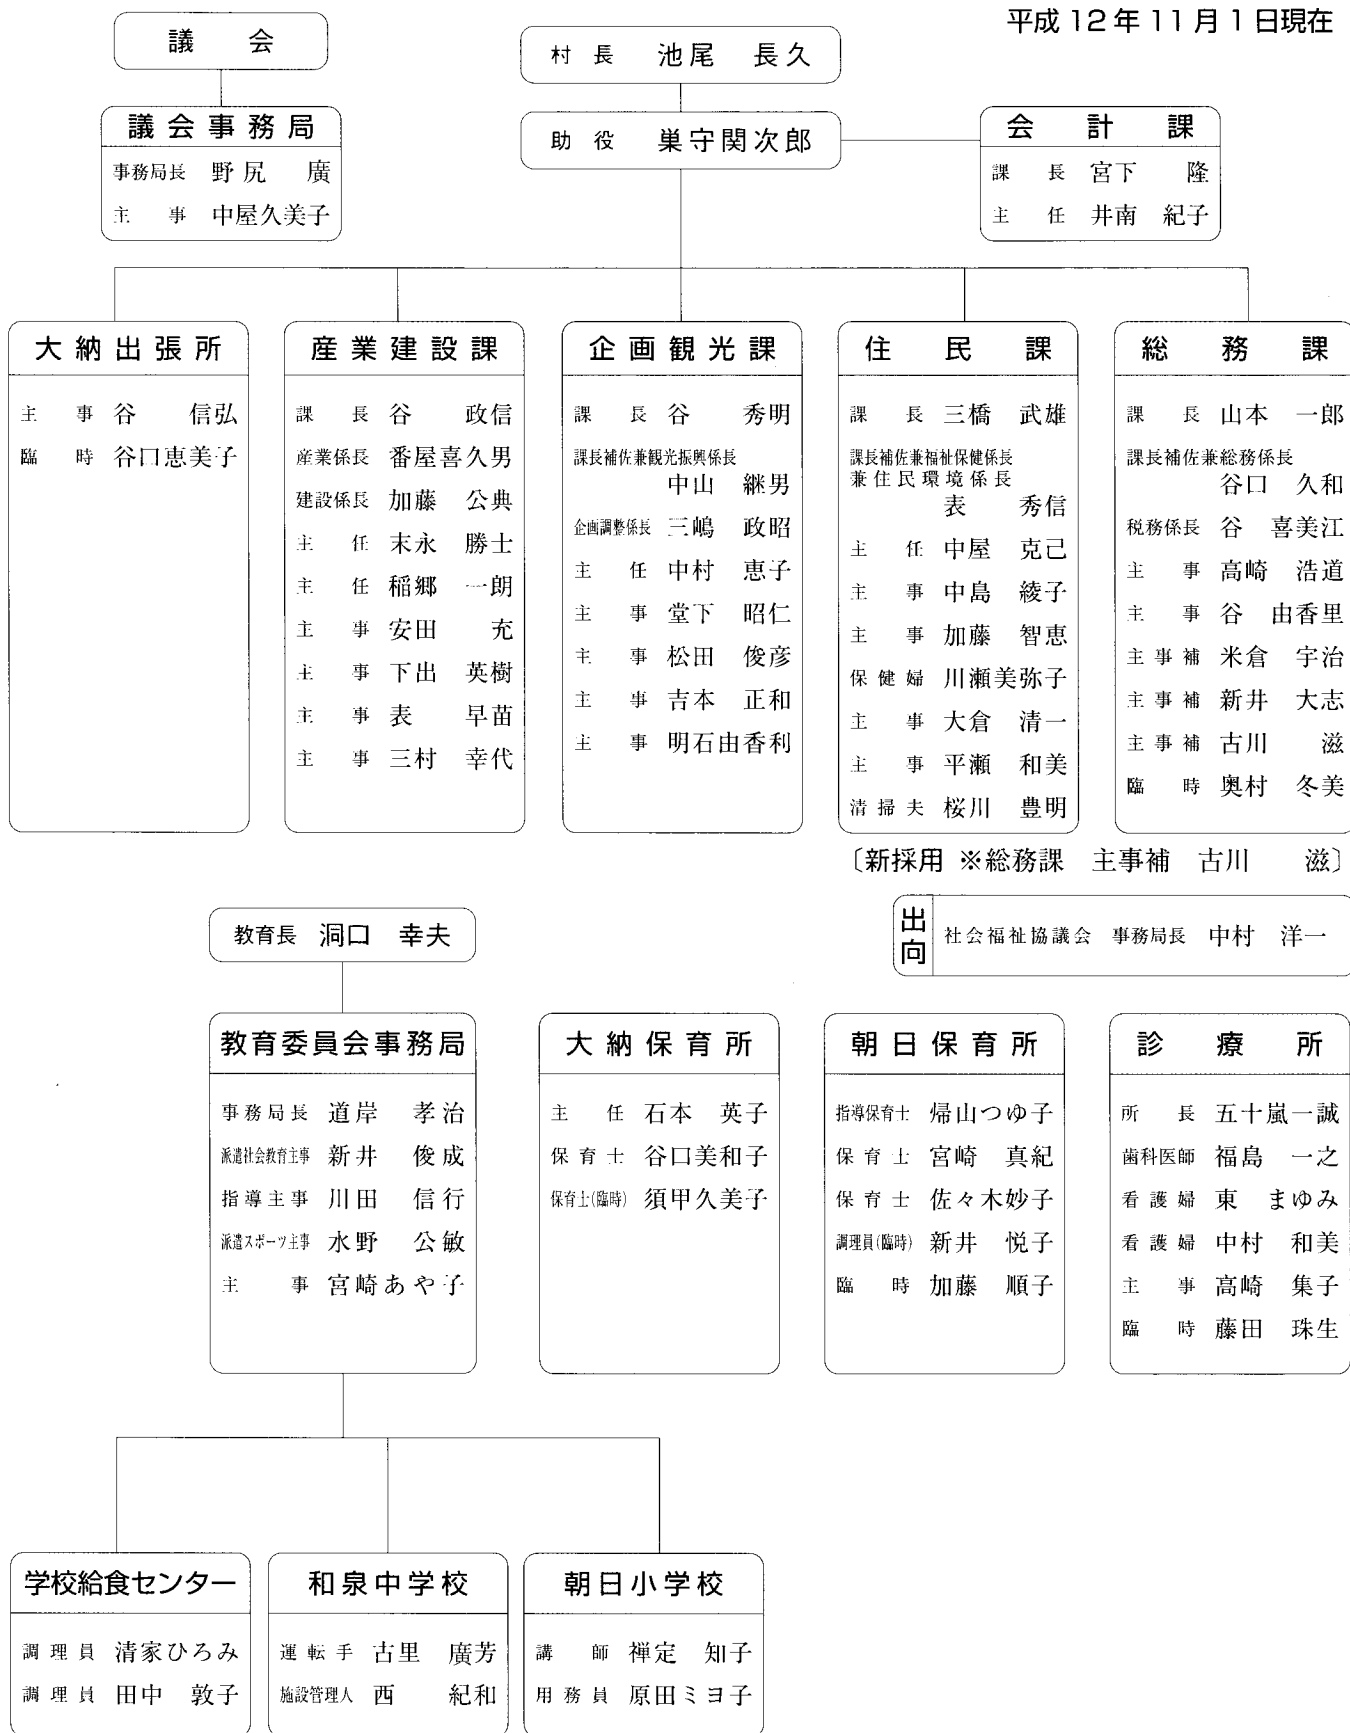 平成12年11月1日現在
議　会
村長　池尾　長久
議会事務局
事務局長　野尻　廣
主事　中屋久美子
助役　巣守関次郎
会計課
課長　宮下　隆
主任　井南　紀子
大納出張所
主事　谷　信弘
臨時　谷口恵美子
産業建設課
課長　谷　政信
産業係長　番屋喜久男
建設係長　加藤　公典
主任　末永　勝士
主任　稲郷　一朗
主事　安田　充
主事　下出　英樹
主事　表　早苗
主事　三村　幸代
企画観光課
課長　谷　秀明
課長補佐兼観光振興係長
中山　継男
企画調整係長　三嶋　政昭
主任　中村　恵子
主事　堂下　昭仁
主事　松田　俊彦
主事　吉本　正和
主事　明石由香利
住民課
課長　三橋　武雄
課長補佐兼福祉保健係長
兼住民環境係長
表　秀信
主任　中屋　克己
主事　中島　綾子
主事　加藤　智恵
保健婦　川瀬美弥子
主事　大倉　清一
主事　平瀬　和美
清掃夫　桜川　豊明
総務課
課長　山本　一郎
課長補佐兼総務係長
谷口　久和
税務係長　谷　喜美江
主事　高崎　浩道
主事　谷　由香里
主事補　米倉　宇治
主事補　新井　大志
主事補　古川　滋
臨時　奥村　冬美
〔新採用 ※総務課　主事補　古川　滋〕
出向　社会福祉協議会　事務局長　中村　洋一
教育長　洞口　幸夫
教育委員会事務局
事務局長　道岸　孝治
派遣社会教育主事　新井　俊成
指導主事　川田　信行
派遣スポーツ主事　水野　公敏
主事　宮崎あや子
大納保育所
主任　石本　英子
保育士　谷口美和子
保育士(臨時)　須甲久美子
朝日保育所
指導保育士　帰山つゆ子
保育士　宮崎　真紀
保育士　佐々木妙子
調理員(臨時)　新井　悦子
臨時　加藤　順子
診療所
所長　五十嵐一誠
歯科医師　福島　一之
看護婦　東　まゆみ
看護婦　中村　和美
主事　高崎　集子
臨時　藤田　珠生
学校給食センター
調理員　清家ひろみ
調理員　田中　敦子
和泉中学校
運転手　古里　廣芳
施設管理人　西　紀和
朝日小学校
講師　禅定　知子
用務員　原田ミヨ子